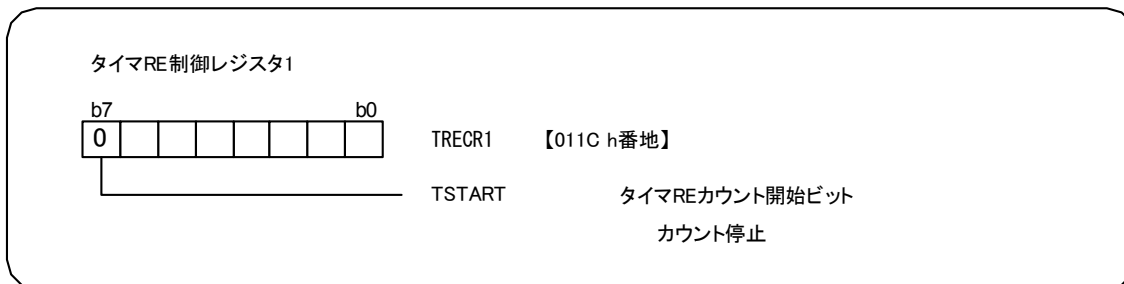 タイマRE制御レジスタ1
b7 b0
0 TRECR1 【011C h番地】
TSTART タイマREカウント開始ビット
カウント停止